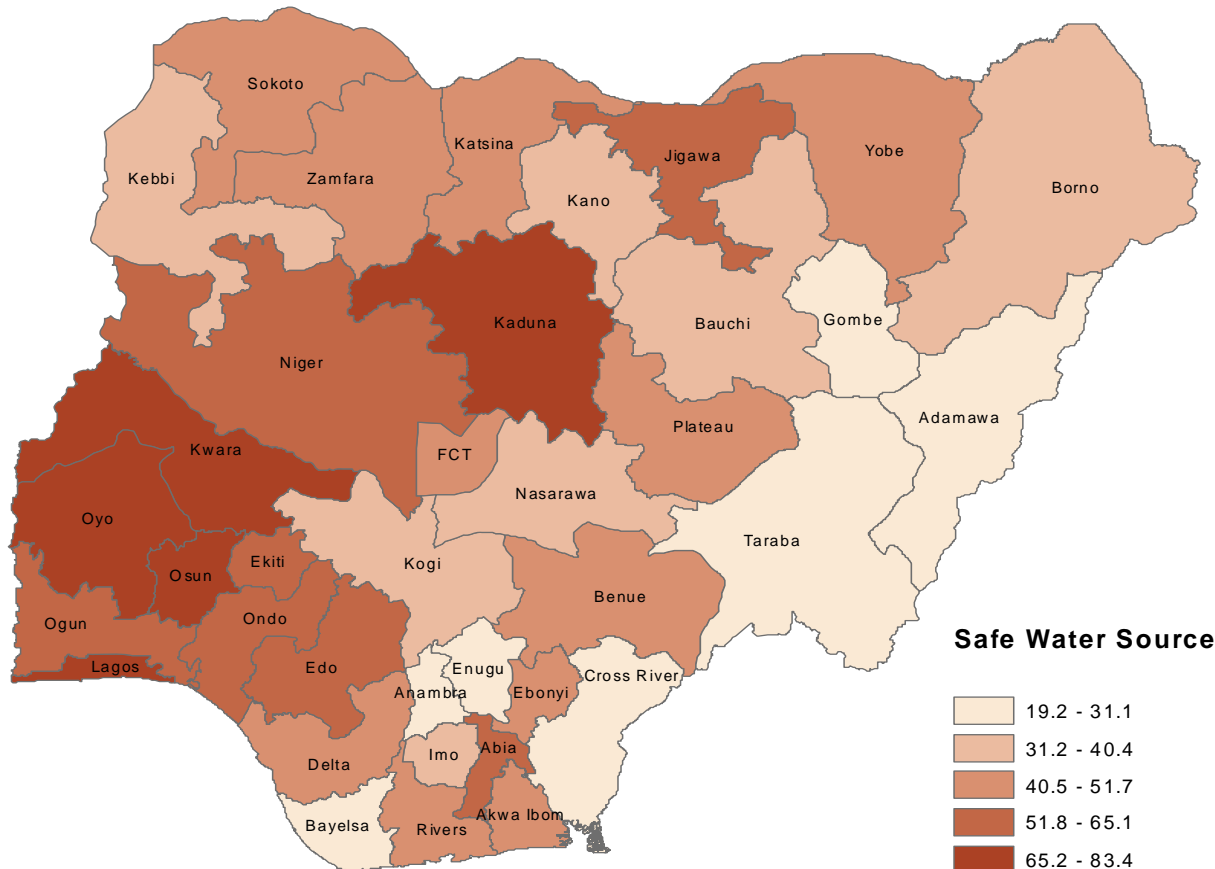 Sokoto
Katsina
Jigawa
Yobe
Kebbi
Zamfara
Borno
Kano
Kaduna
Bauchi
Gombe
Niger
Adamawa
Plateau
Kwara
FCT
Nasarawa
Oyo
Taraba
Osun
Ekiti
Kogi
Benue
Ogun
Ondo
Safe Water Source
Lagos
Edo
Enugu
Cross River
Anambra
Ebonyi
19.2 - 31.1
Imo
Abia
31.2 - 40.4
Delta
40.5 - 51.7
Bayelsa
Rivers
Akwa Ibom
51.8 - 65.1
65.2 - 83.4